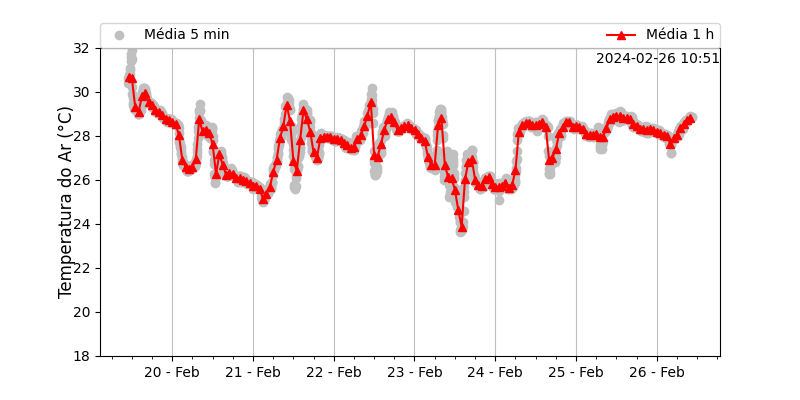 Média 5 min
Média 1 h
2024-02-26 10:51
Temperatura do Ar (°C)
32
30
28
26
24
22
20
18
20 - Feb
21 - Feb
22 - Feb
23 - Feb
24 - Feb
25 - Feb
26 - Feb